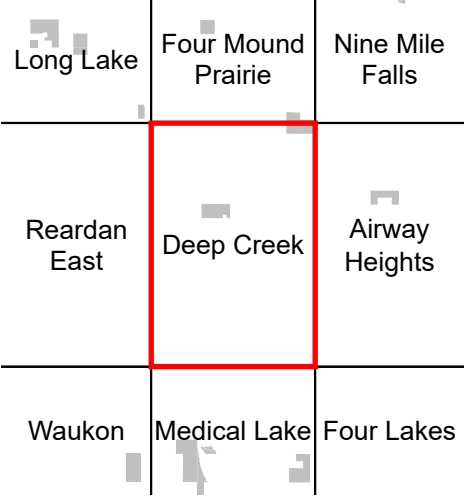 Long Lake
Four Mound
Prairie
Nine Mile
Falls
Reardan
East
Deep Creek
Airway
Heights
Waukon
Medical Lake
Four Lakes